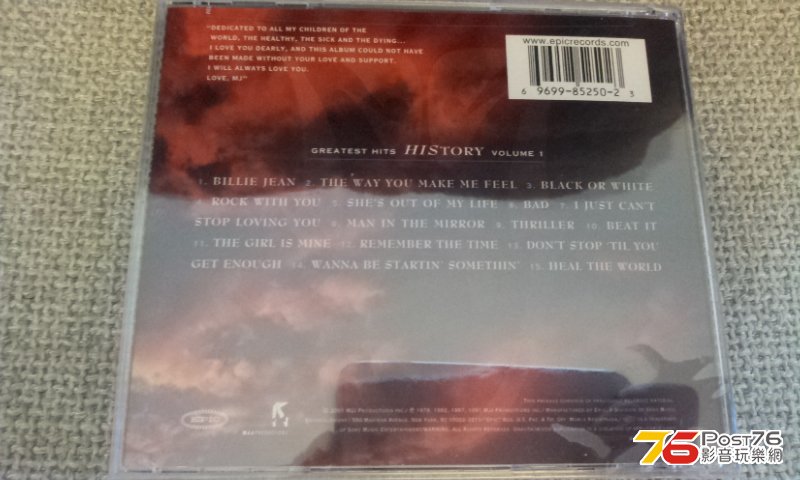 "DEDICATED TO ALL MY CHILDREN OF THE
WORLD, THE HEALTHY, THE SICK AND THE DYING...
I LOVE YOU DEARLY, AND THIS ALBUM COULD NOT HAVE
BEEN MADE WITHOUT YOUR LOVE AND SUPPORT.
I WILL ALWAYS LOVE YOU.
LOVE, MJ"
www.epicrecords.com
6 9699-85250-2 3
GREATEST HITS HISTORY VOLUME 1
1. BILLIE JEAN 2. THE WAY YOU MAKE ME FEEL 3. BLACK OR WHITE
4. ROCK WITH YOU 5. SHE'S OUT OF MY LIFE 6. BAD 7. I JUST CAN'T
STOP LOVING YOU 8. MAN IN THE MIRROR 9. THRILLER 10. BEAT IT
11. THE GIRL IS MINE 12. REMEMBER THE TIME 13. DON'T STOP 'TIL YOU
GET ENOUGH 14. WANNA BE STARTIN' SOMETHIN' 15. HEAL THE WORLD
epic
MJJ PRODUCTIONS
76 Post76
影音玩樂網